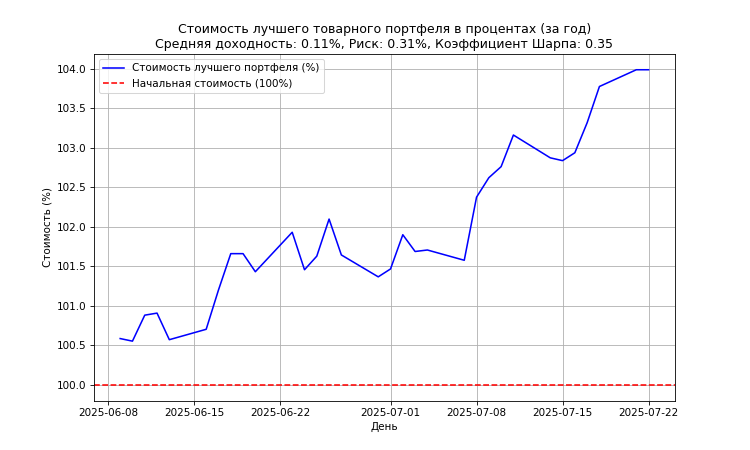 Стоимость лучшего товарного портфеля в процентах (за год)
Средняя доходность: 0.11%, Риск: 0.31%, Коэффициент Шарпа: 0.35
Стоимость лучшего портфеля (%)
Начальная стоимость (100%)
Стоимость (%)
104.0
103.5
103.0
102.5
102.0
101.5
101.0
100.5
100.0
2025-06-08
2025-06-15
2025-06-22
2025-07-01
2025-07-08
2025-07-15
2025-07-22
День